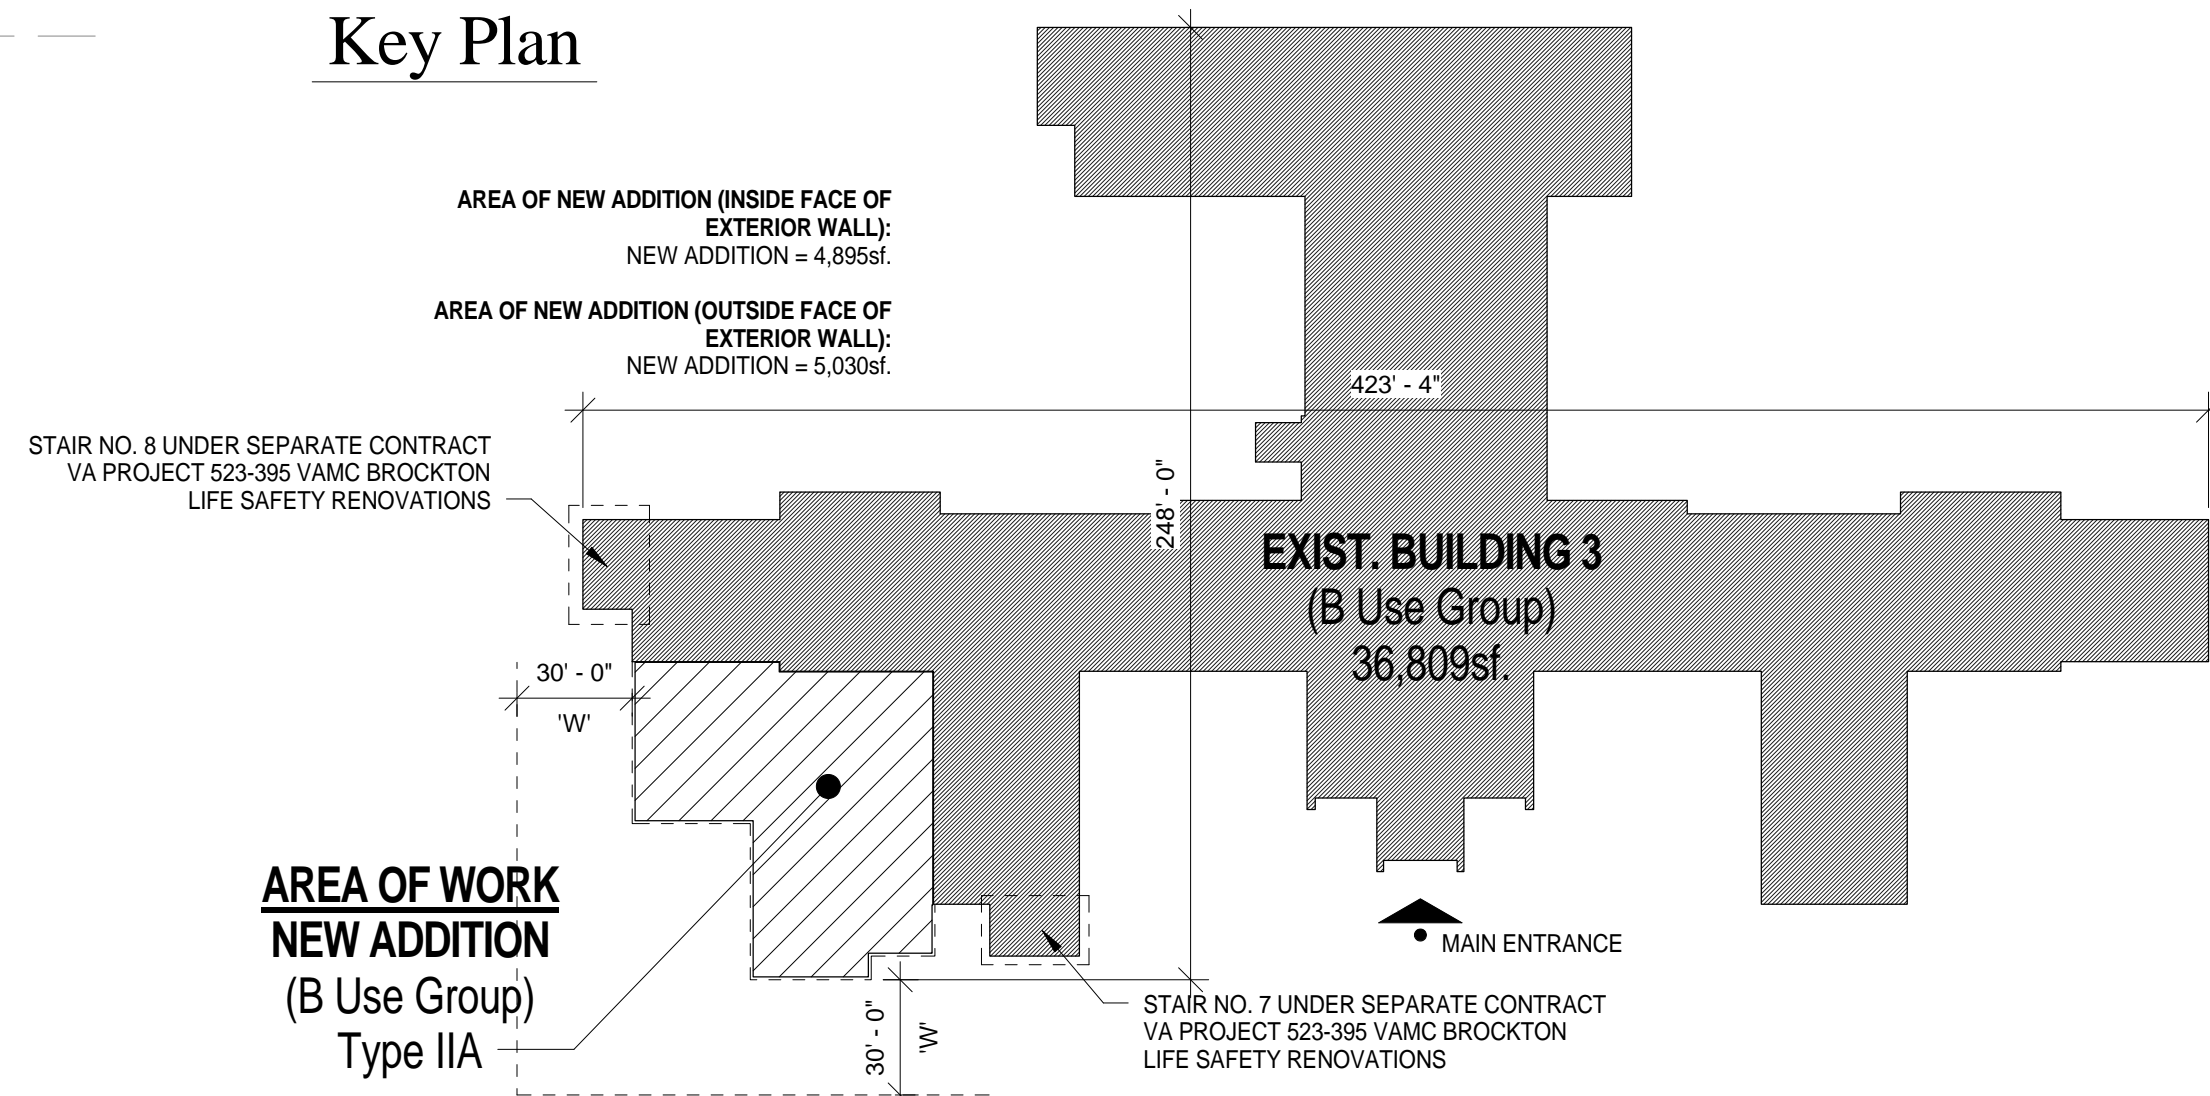 Key Plan
AREA OF NEW ADDITION (INSIDE FACE OF
EXTERIOR WALL):
NEW ADDITION = 4,895sf.
AREA OF NEW ADDITION (OUTSIDE FACE OF
EXTERIOR WALL):
NEW ADDITION = 5,030sf.
423' - 4"
STAIR NO. 8 UNDER SEPARATE CONTRACT
VA PROJECT 523-395 VAMC BROCKTON
LIFE SAFETY RENOVATIONS
248' - 0"
EXIST. BUILDING 3
(B Use Group)
36,809sf.
30' - 0"
'W'
AREA OF WORK
NEW ADDITION
(B Use Group)
Type IIA
MAIN ENTRANCE
30' - 0"
'W'
STAIR NO. 7 UNDER SEPARATE CONTRACT
VA PROJECT 523-395 VAMC BROCKTON
LIFE SAFETY RENOVATIONS